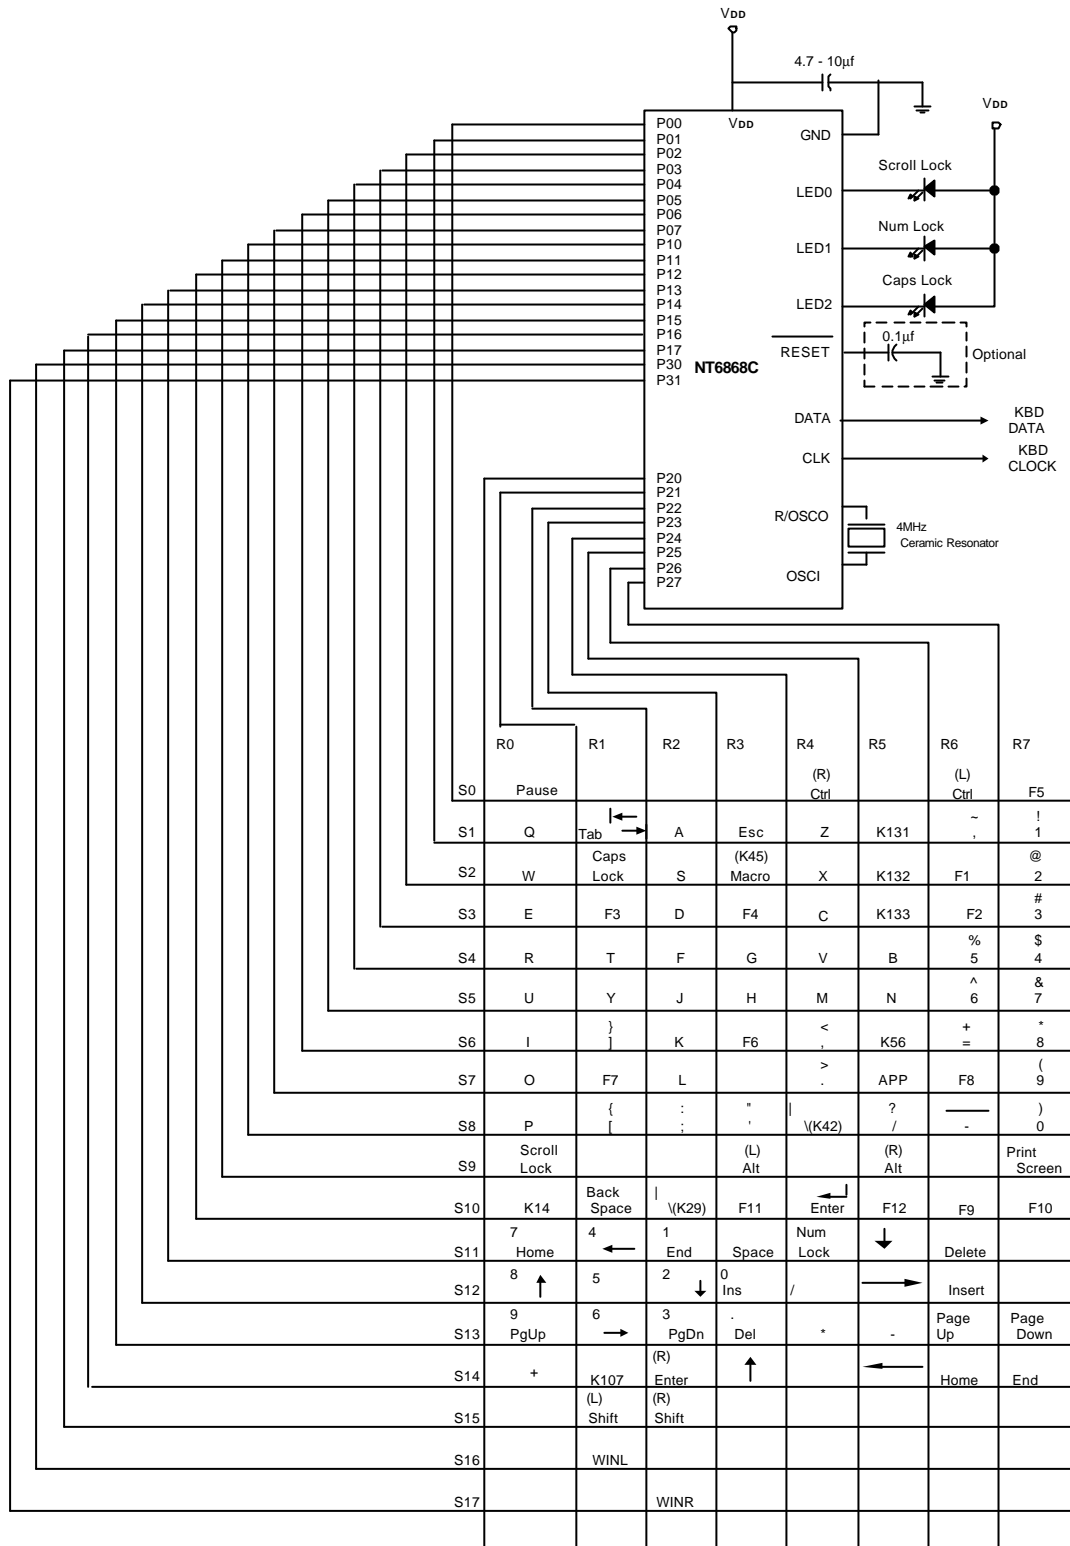 VDD
4.7 - 10µf
VDD
P00 VDD GND
P01
P02
P03
P04
P05
P06
P07
P10
P11
P12
P13
P14
P15
P16
P17
P30
P31
NT6868C
Scroll Lock
LED0
Num Lock
LED1
Caps Lock
LED2
0.1µf
RESET
Optional
DATA
KBD
DATA
CLK
KBD
CLOCK
P20
P21
P22
P23
P24
P25
P26
P27
R/OSCO
4MHz
Ceramic Resonator
OSCI
R0 R1 R2 R3 R4 R5 R6 R7
(R) (L)
S0 Pause Ctrl Ctrl F5
~ !
S1 Q Tab A Esc Z K131 , 1
Caps (K45) @
S2 W Lock S Macro X K132 F1 2
#
S3 E F3 D F4 C K133 F2 3
% $
S4 R T F G V B 5 4
^ &
S5 U Y J H M N 6 7
} < + *
S6 I ] K F6 , K56 = 8
> (
S7 O F7 L . APP F8 9
{ : " | ? — )
S8 P [ ; ' \(K42) / - 0
Scroll (L) (R) Print
S9 Lock Alt Alt Screen
Back |
S10 K14 Space \(K29) F11 Enter F12 F9 F10
7 4 1 Num
S11 Home ← End Space Lock ↓ Delete
8 5 2 0
S12 ↑ ↓ Ins / → Insert
9 6 3 . Page Page
S13 PgUp → PgDn Del * - Up Down
(R)
S14 + K107 Enter ↑ ← Home End
(L) (R)
S15 Shift Shift
S16 WINL
S17 WINR